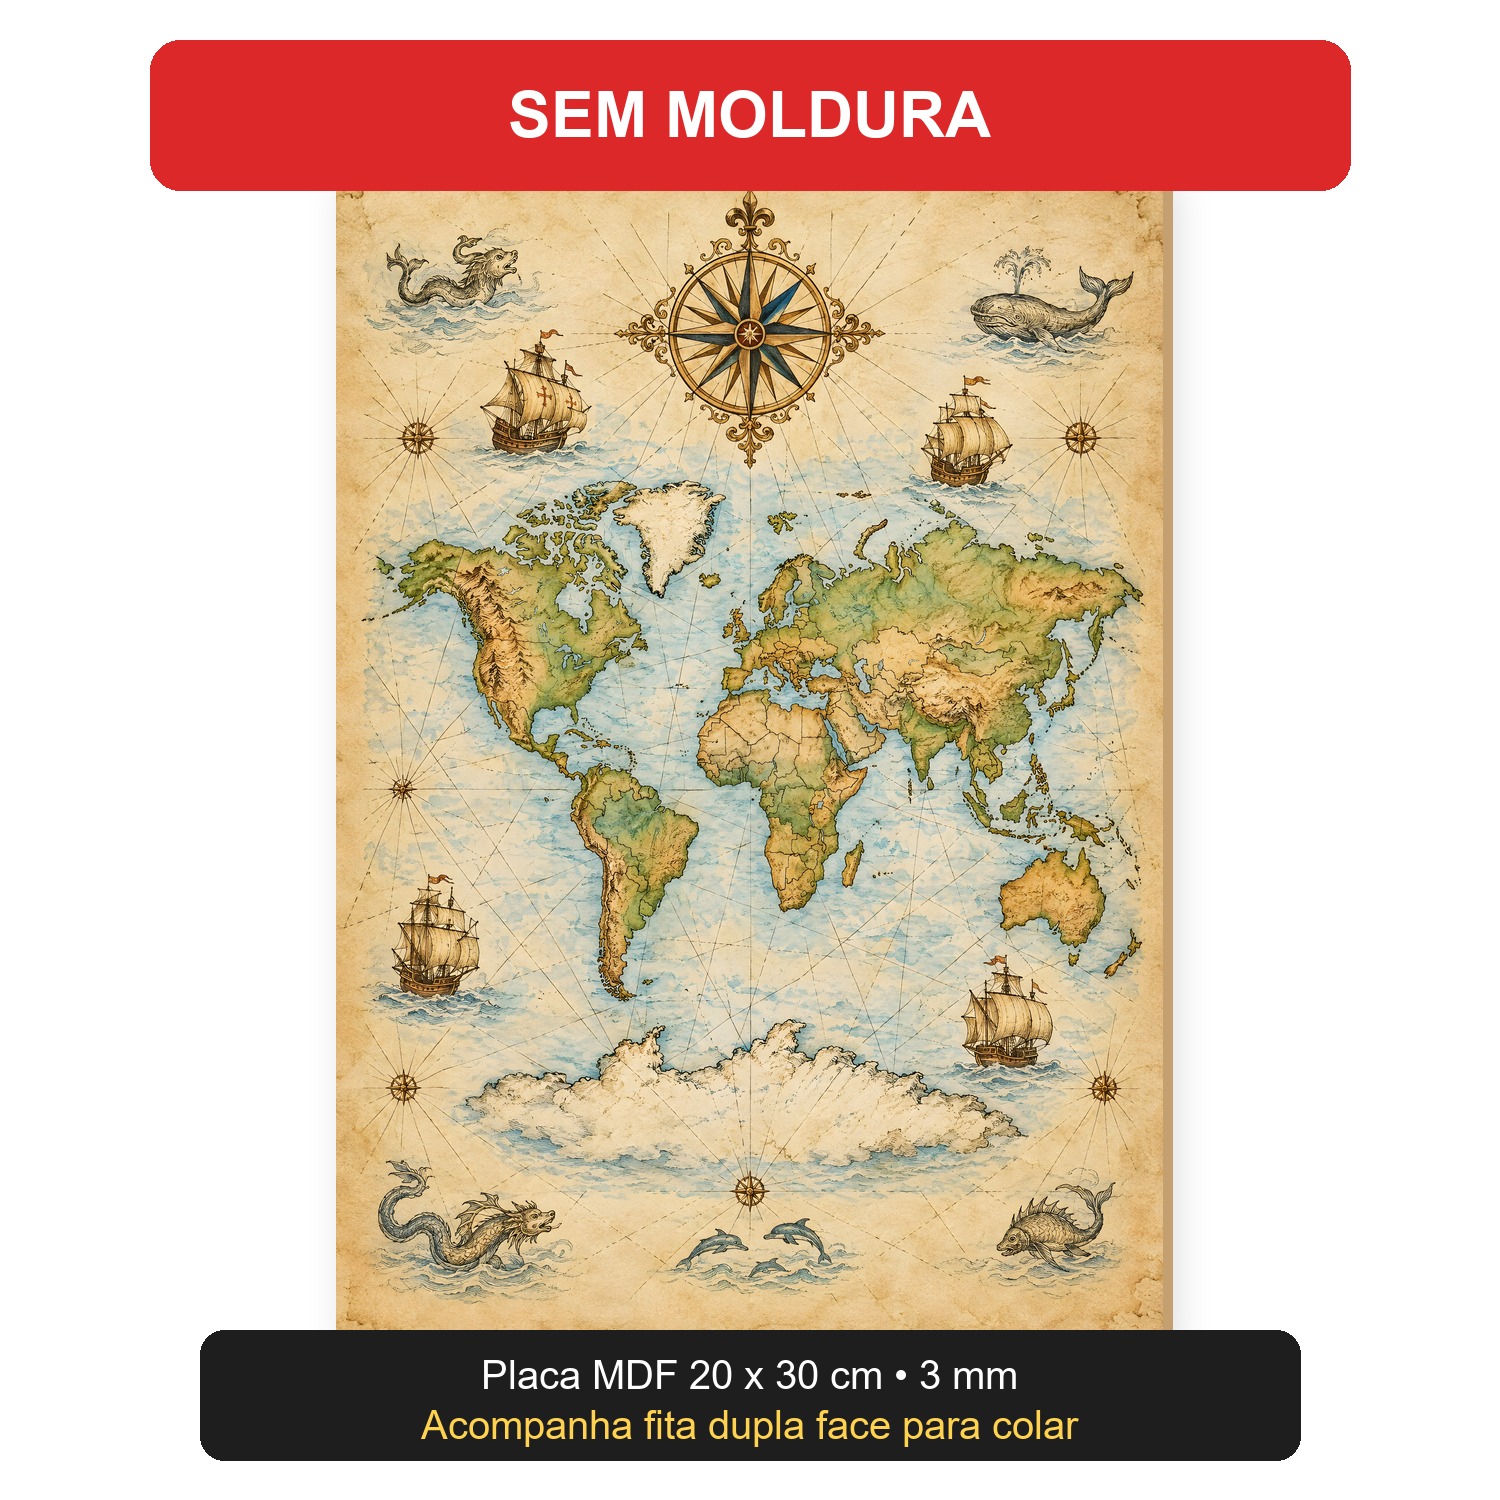 SEM MOLDURA
Placa MDF 20 x 30 cm • 3 mm
Acompanha fita dupla face para colar